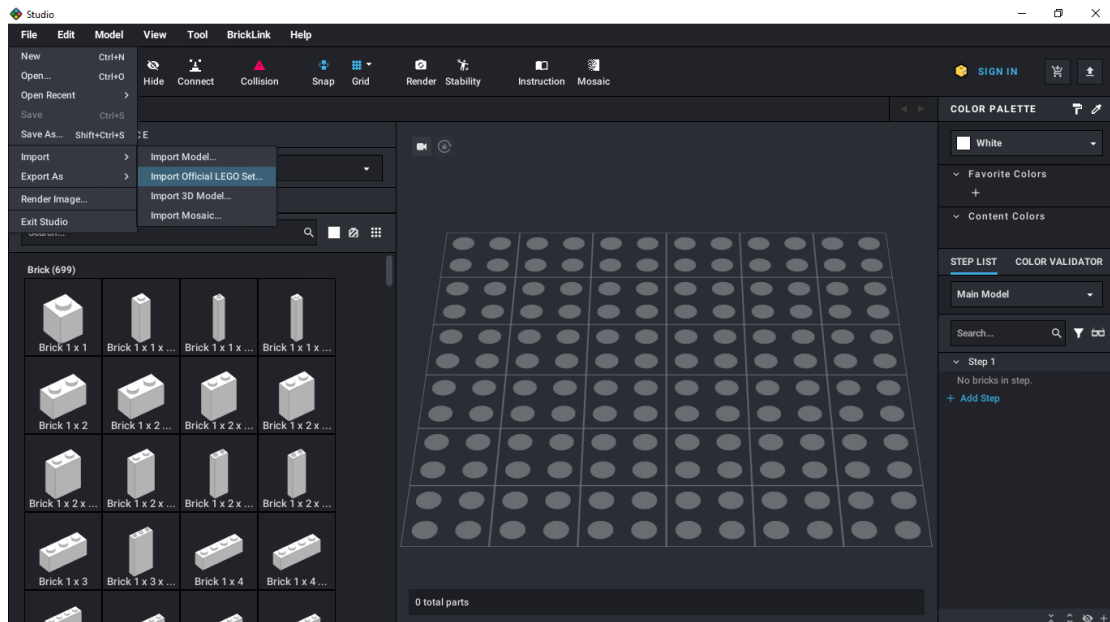 Studio
File Edit Model View Tool BrickLink Help
New Ctrl+N
Open... Ctrl+O
Open Recent
Save Ctrl+S
Save As... Shift+Ctrl+S
Import
Export As
Render Image...
Exit Studio
Import Model...
Import Official LEGO Set...
Import 3D Model...
Import Mosaic...
Hide Connect Collision Snap Grid Render Stability Instruction Mosaic
SIGN IN
CE
Brick (699)
Brick 1 x 1 Brick 1 x 1 x ... Brick 1 x 1 x ... Brick 1 x 1 x ...
Brick 1 x 2 Brick 1 x 2 ... Brick 1 x 2 x ... Brick 1 x 2 x ...
Brick 1 x 2 x ... Brick 1 x 2 x ... Brick 1 x 2 x ... Brick 1 x 2 x ...
Brick 1 x 3 Brick 1 x 3 x ... Brick 1 x 4 Brick 1 x 4 ...
0 total parts
COLOR PALETTE
White
Favorite Colors
+
Content Colors
STEP LIST COLOR VALIDATOR
Main Model
Search...
Step 1
No bricks in step.
+ Add Step